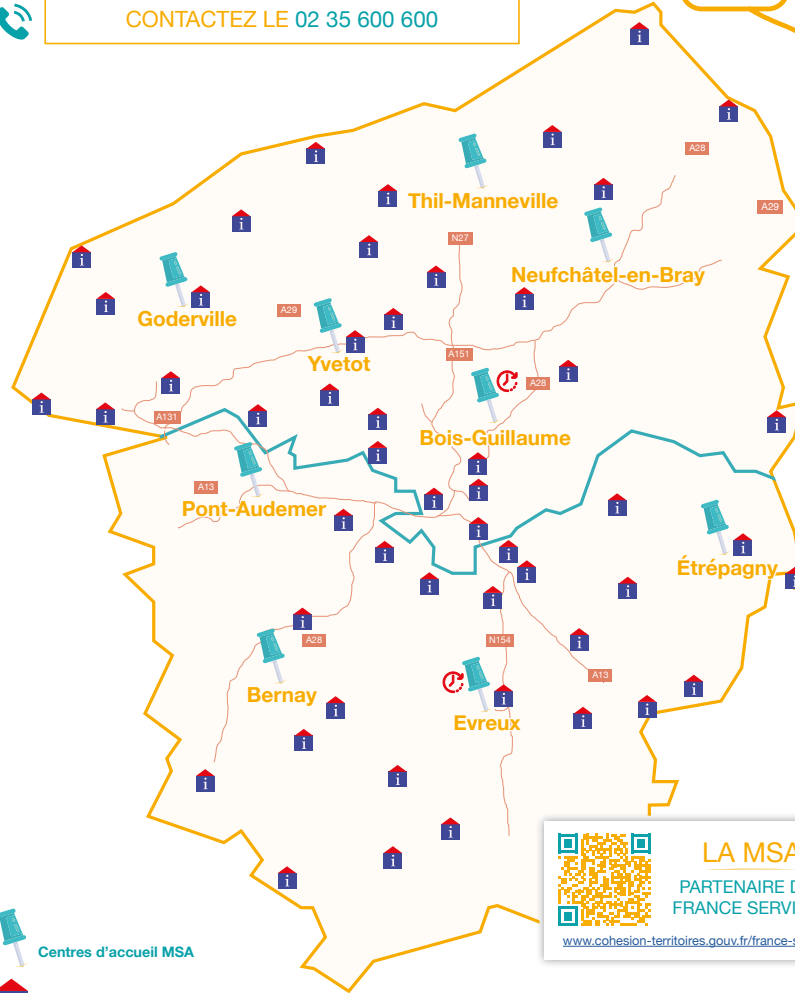 CONTACTEZ LE 02 35 600 600
A28
Thil-Manneville
A29
N27
Neufchâtel-en-Bray
Goderville
A29
Yvetot
A151
A28
A131
Bois-Guillaume
A13
Pont-Audemer
Étrépagny
A28
N154
A13
Bernay
Evreux
LA MSA
PARTENAIRE D
FRANCE SERVI
www.cohesion-territoires.gouv.fr/france-s
Centres d'accueil MSA